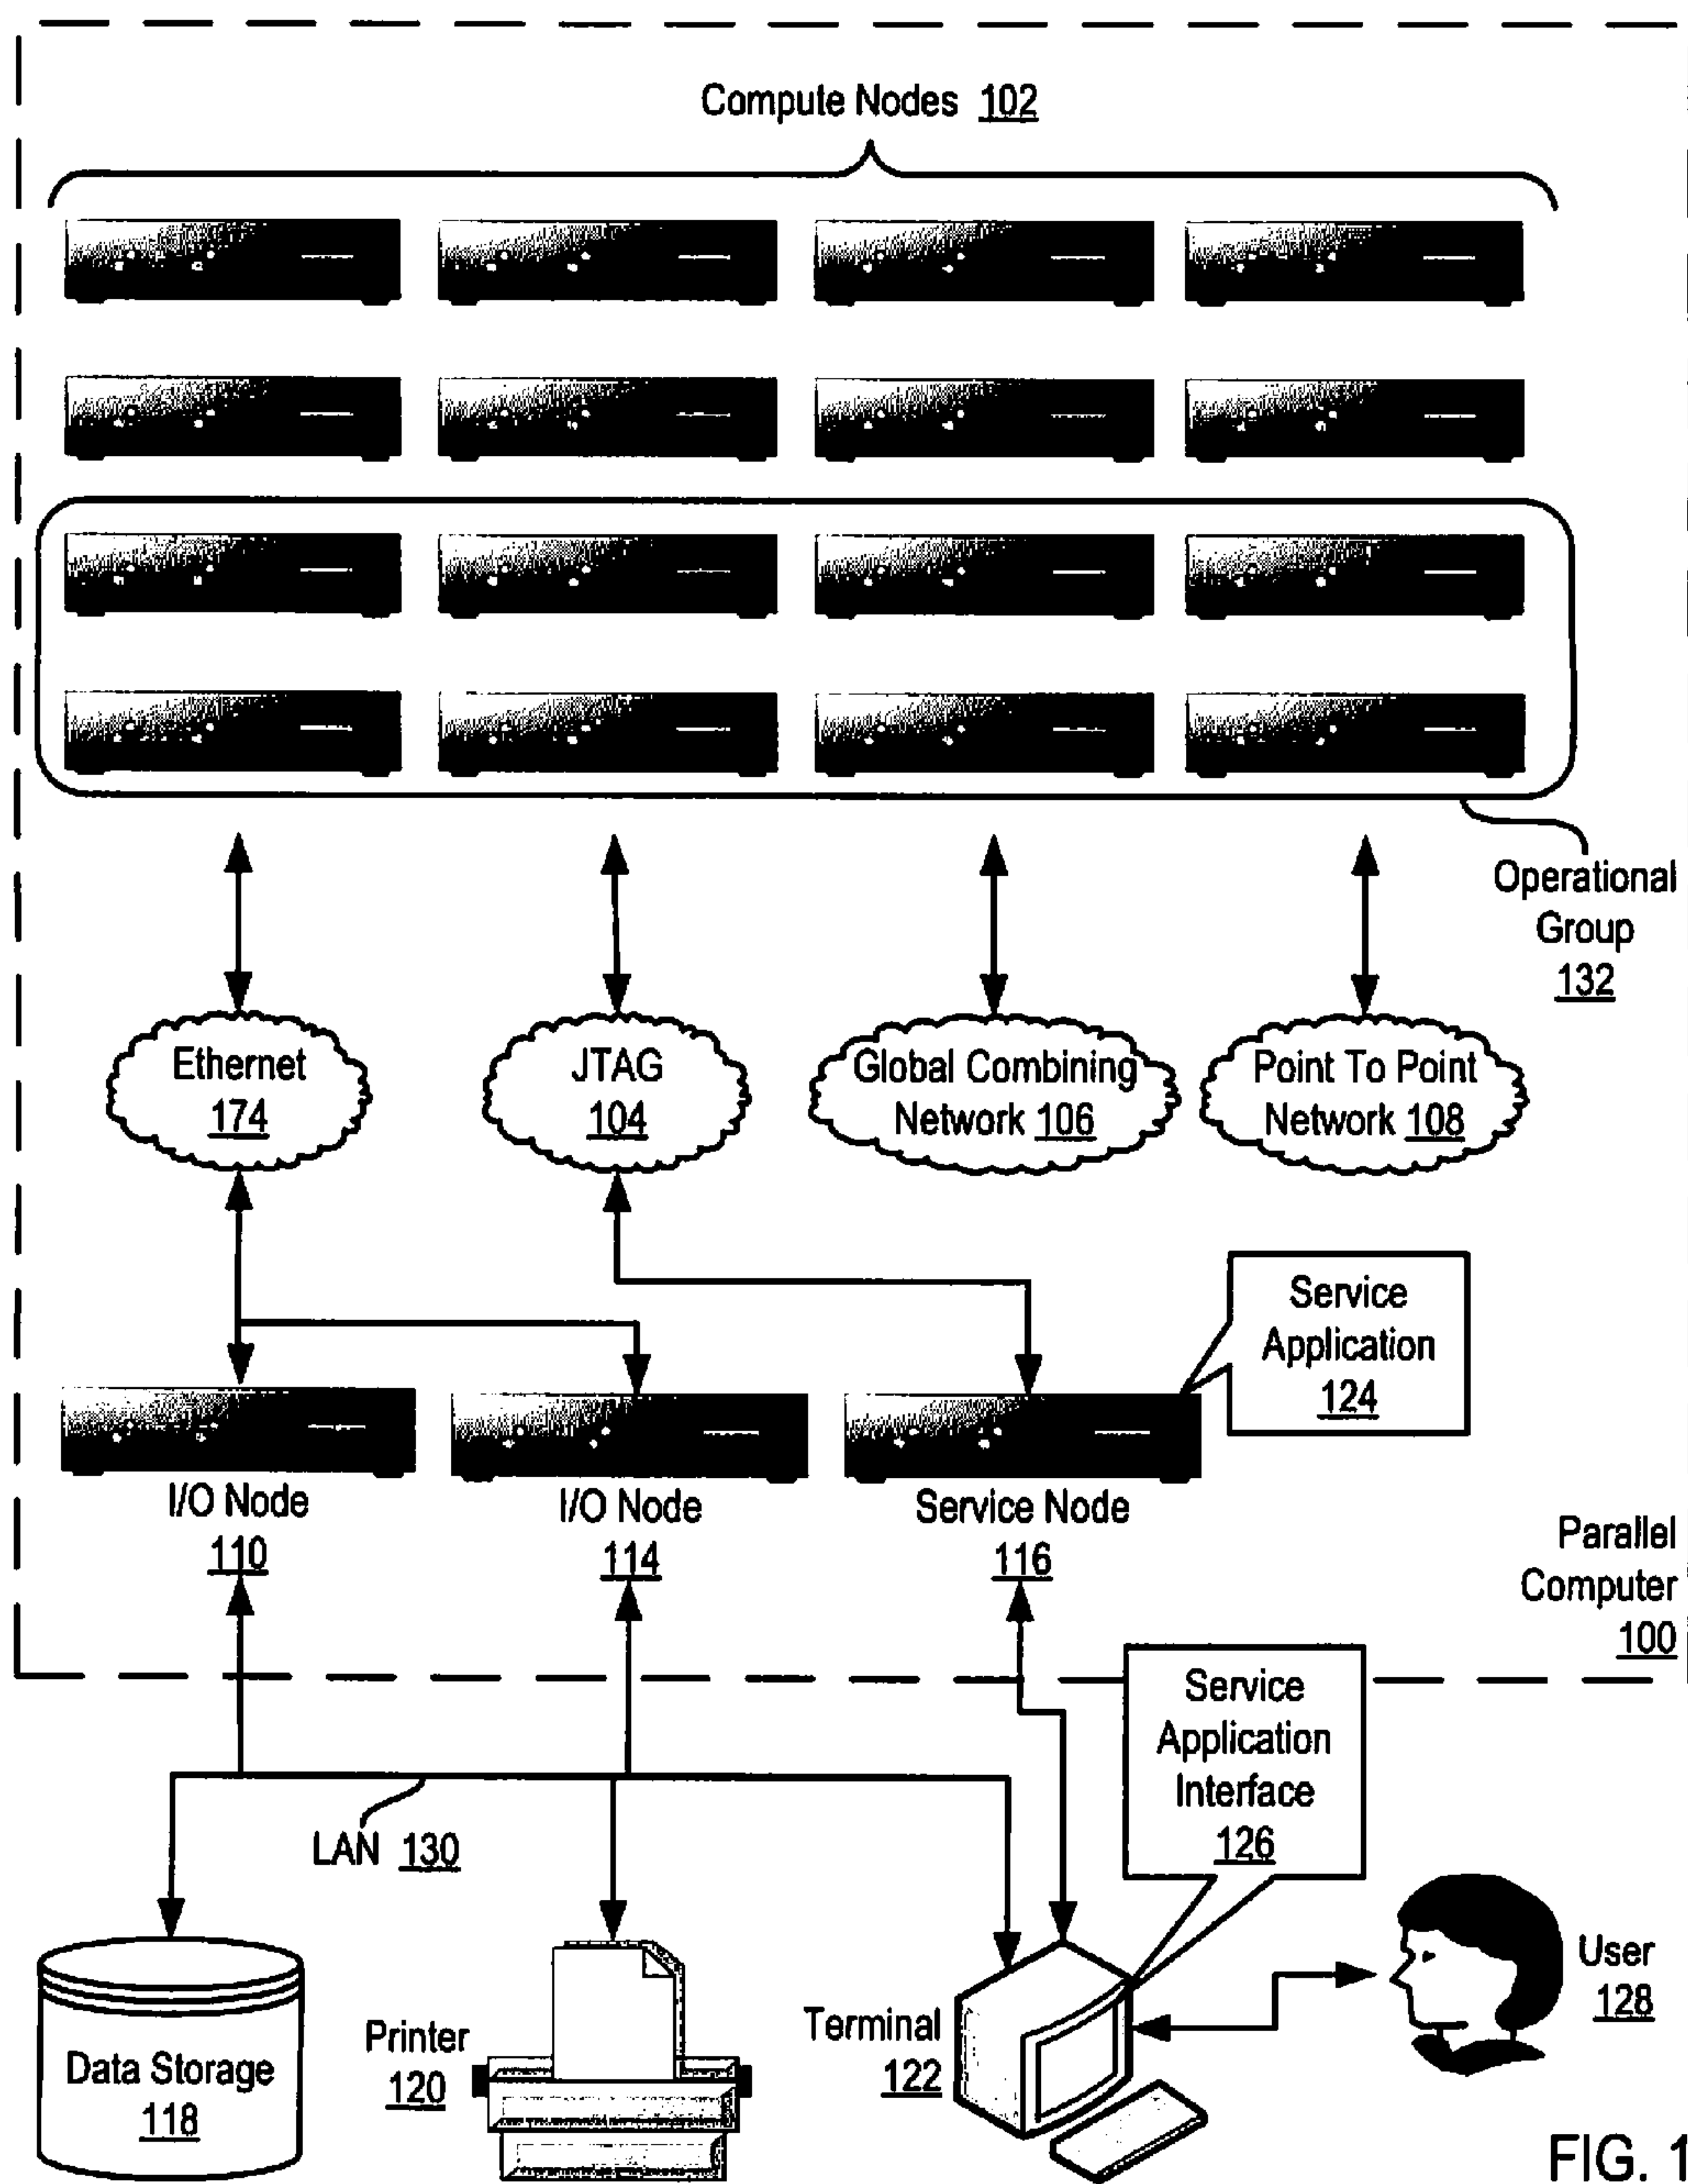 Compute Nodes 102
Operational
Group
132
Ethernet
174
JTAG
104
Global Combining
Network 106
Point To Point
Network 108
Service
Application
124
I/O Node
110
I/O Node
114
Service Node
116
Parallel
Computer
100
Service
Application
Interface
126
LAN 130
Data Storage
118
Printer
120
Terminal
122
User
128
FIG. 1